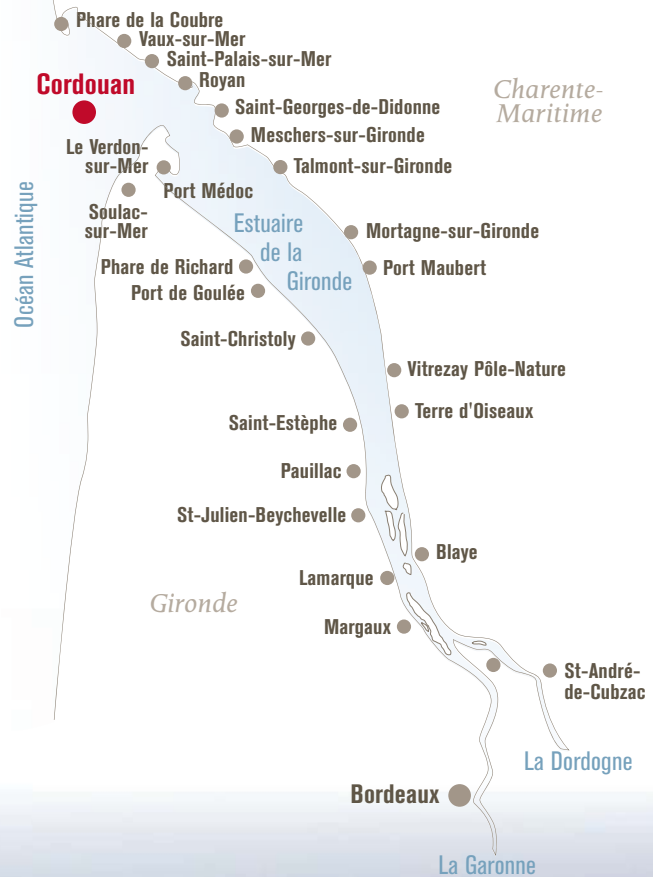 Phare de la Coubre
Vaux-sur-Mer
Saint-Palais-sur-Mer
Royan
Cordouan
Charente-
Maritime
Saint-Georges-de-Didonne
Meschers-sur-Gironde
Le Verdon-
sur-Mer
Talmont-sur-Gironde
Port Médoc
Océan Atlantique
Soulac-
sur-Mer
Estuaire
de la
Gironde
Mortagne-sur-Gironde
Phare de Richard
Port Maubert
Port de Goulée
Saint-Christoly
Vitrezay Pôle-Nature
Terre d'Oiseaux
Saint-Estèphe
Pauillac
St-Julien-Beychevelle
Blaye
Lamarque
Gironde
Margaux
St-André-
de-Cubzac
La Dordogne
Bordeaux
La Garonne